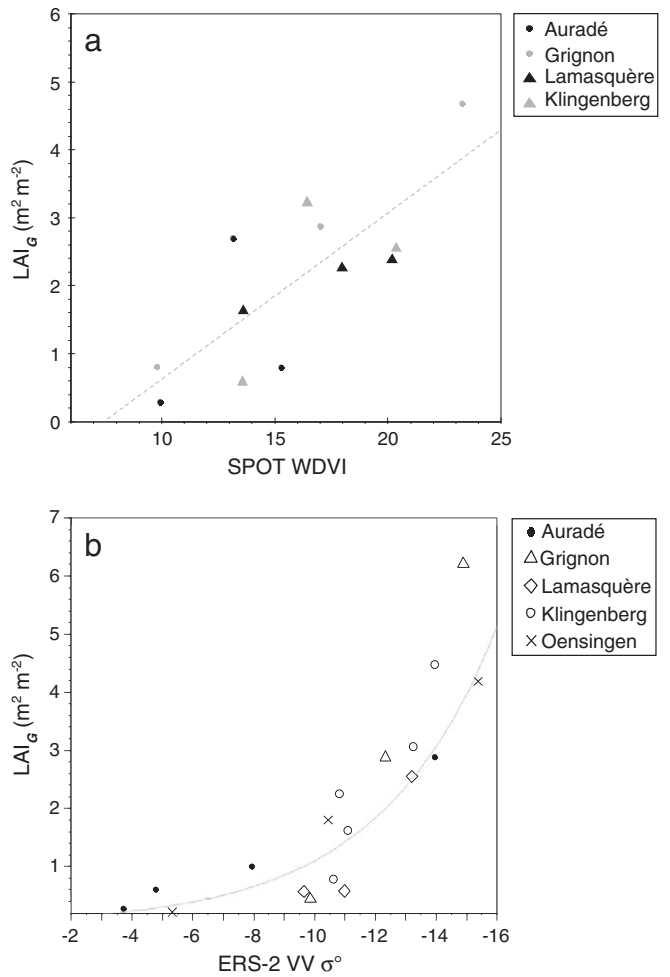 a
LAI_G (m² m⁻²)
6
5
4
3
2
1
0
10
15
20
25
SPOT WDVI
Auradé
Grignon
Lamasquère
Klingenberg
b
LAI_G (m² m⁻²)
7
6
5
4
3
2
1
-2
-4
-6
-8
-10
-12
-14
-16
ERS-2 VV σ°
Auradé
Grignon
Lamasquère
Klingenberg
Oensingen